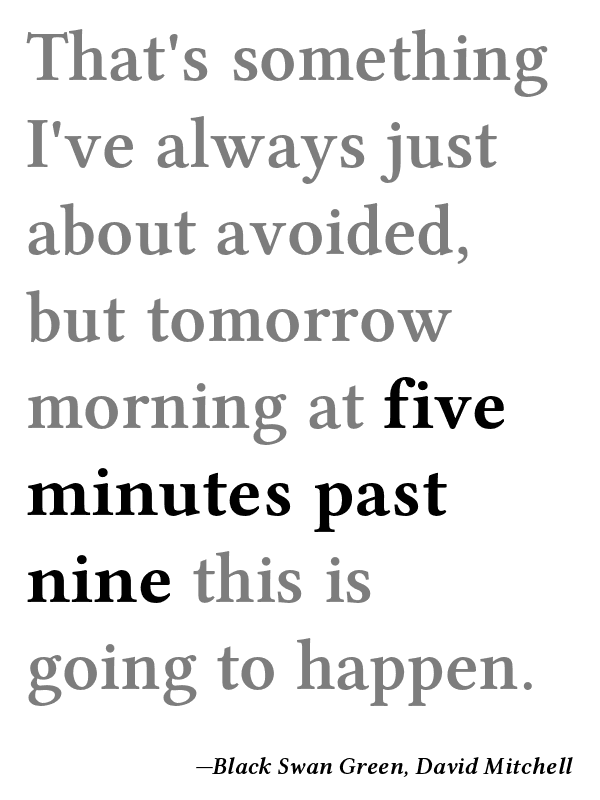 That's something
I've always just
about avoided,
but tomorrow
morning at five
minutes past
nine this is
going to happen.
—Black Swan Green, David Mitchell